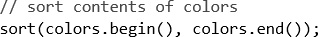 // sort contents of colors
sort(colors.begin(), colors.end());